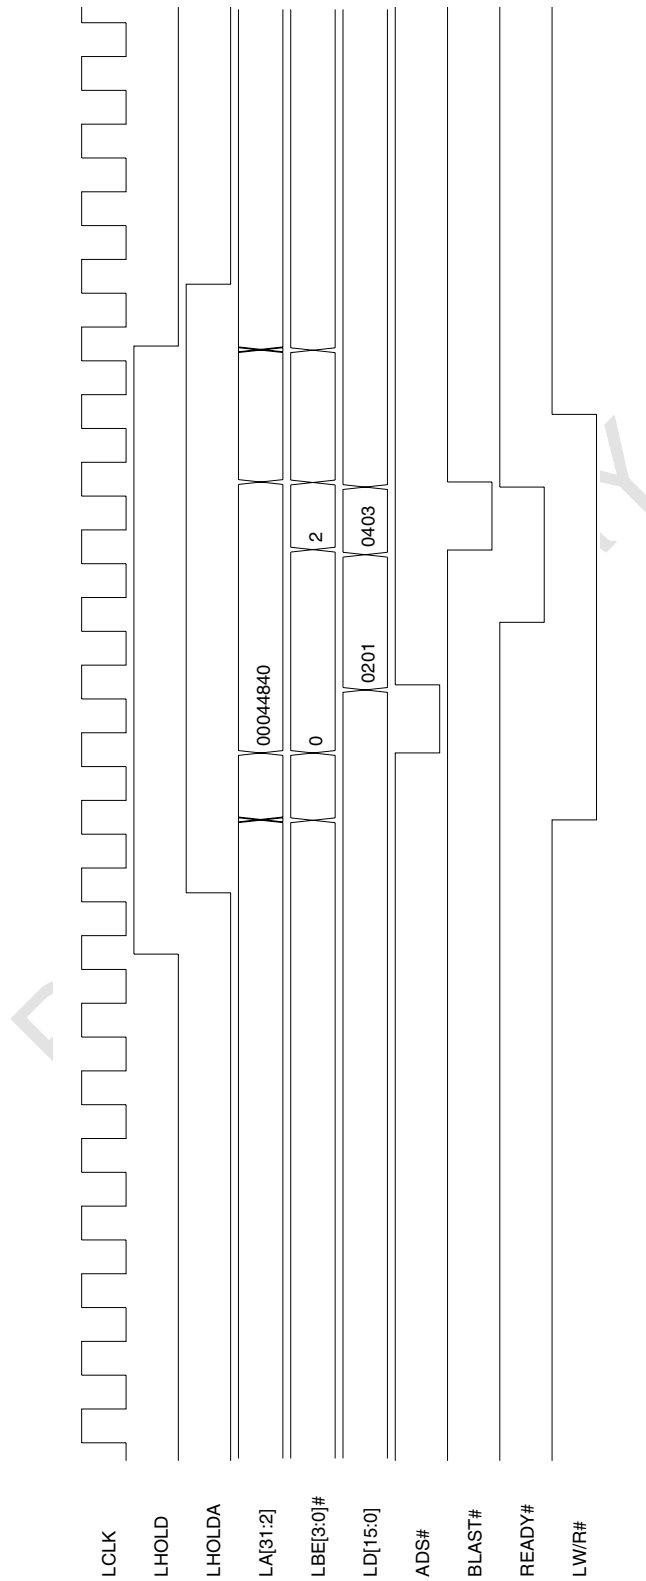 LCLK
LHOLD
LHOLDA
LA[31:2]
00044840
LBE[3:0]#
0
2
LD[15:0]
0201
0403
ADS#
BLAST#
READY#
LW/R#
Y